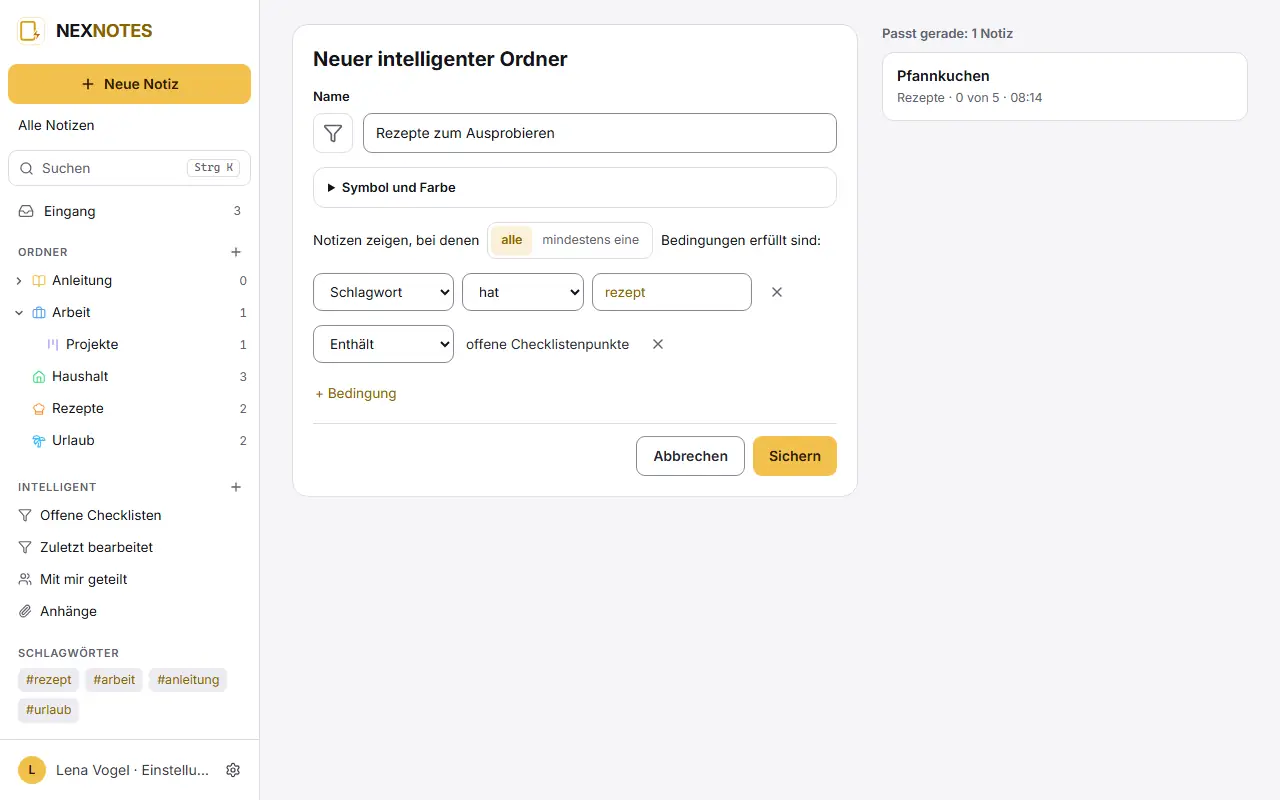 NEXNOTES
+ Neue Notiz
Alle Notizen
Suchen Strg K
Eingang 3
ORDNER +
Anleitung 0
Arbeit 1
Projekte 1
Haushalt 3
Rezepte 2
Urlaub 2
INTELLIGENT +
Offene Checklisten
Zuletzt bearbeitet
Mit mir geteilt
Anhänge
SCHLAGWÖRTER
#rezept #arbeit #anleitung
#urlaub
L Lena Vogel · Einstellu...
Neuer intelligenter Ordner
Name
Rezepte zum Ausprobieren
Symbol und Farbe
Notizen zeigen, bei denen alle mindestens eine Bedingungen erfüllt sind:
Schlagwort hat rezept
Enthält offene Checklistenpunkte
+ Bedingung
Abbrechen Sichern
Passt gerade: 1 Notiz
Pfannkuchen
Rezepte · 0 von 5 · 08:14